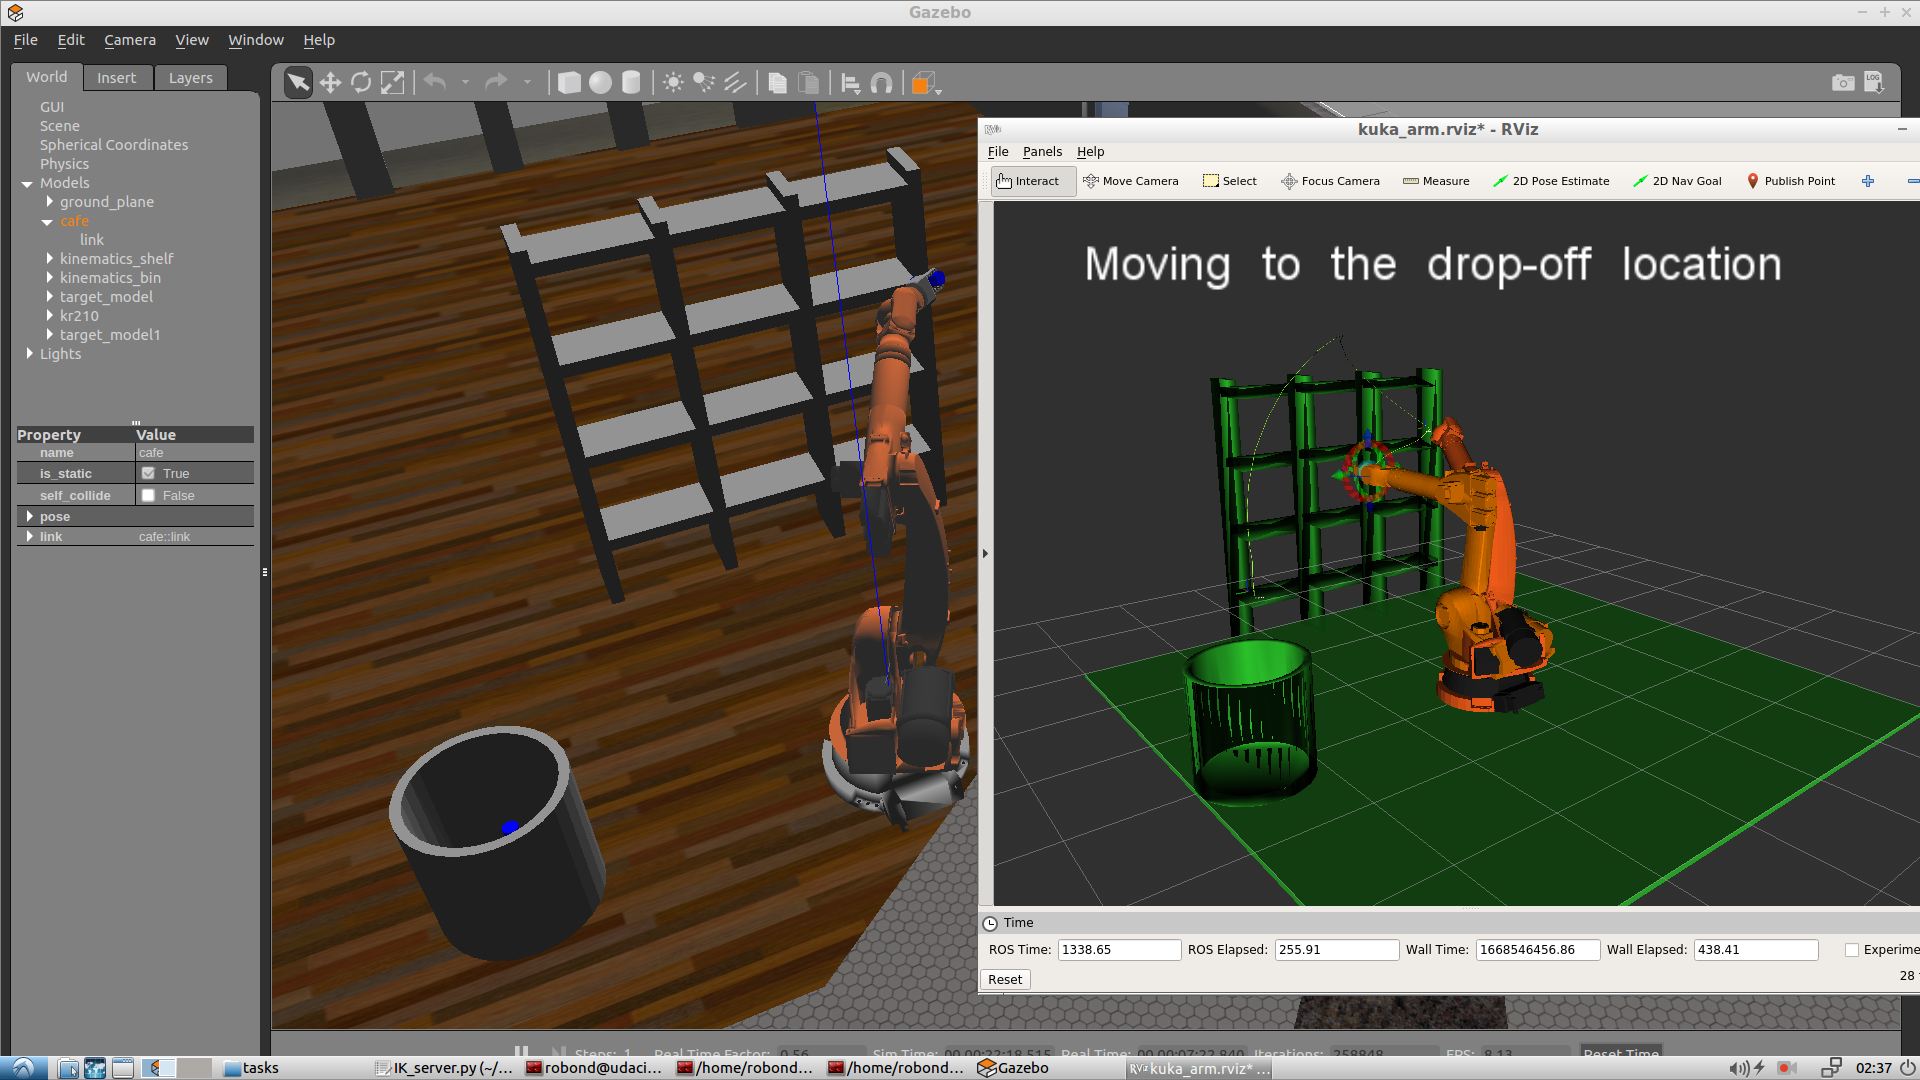 Gazebo
File Edit Camera View Window Help
World Insert Layers
GUI
Scene
Spherical Coordinates
Physics
Models
ground_plane
cafe
link
kinematics_shelf
kinematics_bin
target_model
kr210
target_model1
Lights
Property Value
name cafe
is_static True
self_collide False
pose
link cafe::link
LOG
RViz kuka_arm.rviz* - RViz
File Panels Help
Interact Move Camera Select Focus Camera Measure 2D Pose Estimate 2D Nav Goal Publish Point
Moving to the drop-off location
Time
ROS Time: 1338.65 ROS Elapsed: 255.91 Wall Time: 1668546456.86 Wall Elapsed: 438.41 Experime
Reset 28
Steps: 1 Real Time Factor: 0.56 Sim Time: 00 00:22:18.515 Real Time: 00 00:07:22.840 Iterations: 258848 FPS: 8.13 Reset Time
tasks IK_server.py (~/... robond@udaci... /home/robond... /home/robond... Gazebo RViz kuka_arm.rviz* ... 02:37